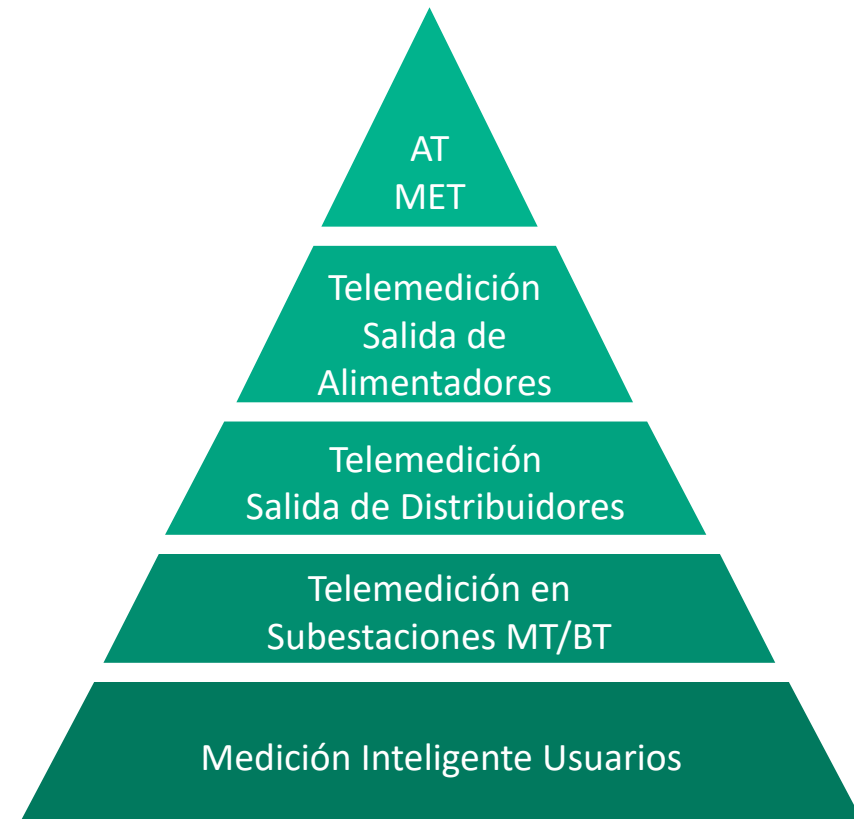 AT
MET
Telemedición
Salida de
Alimentadores
Telemedición
Salida de Distribuidores
Telemedición en
Subestaciones MT/BT
Medición Inteligente Usuarios